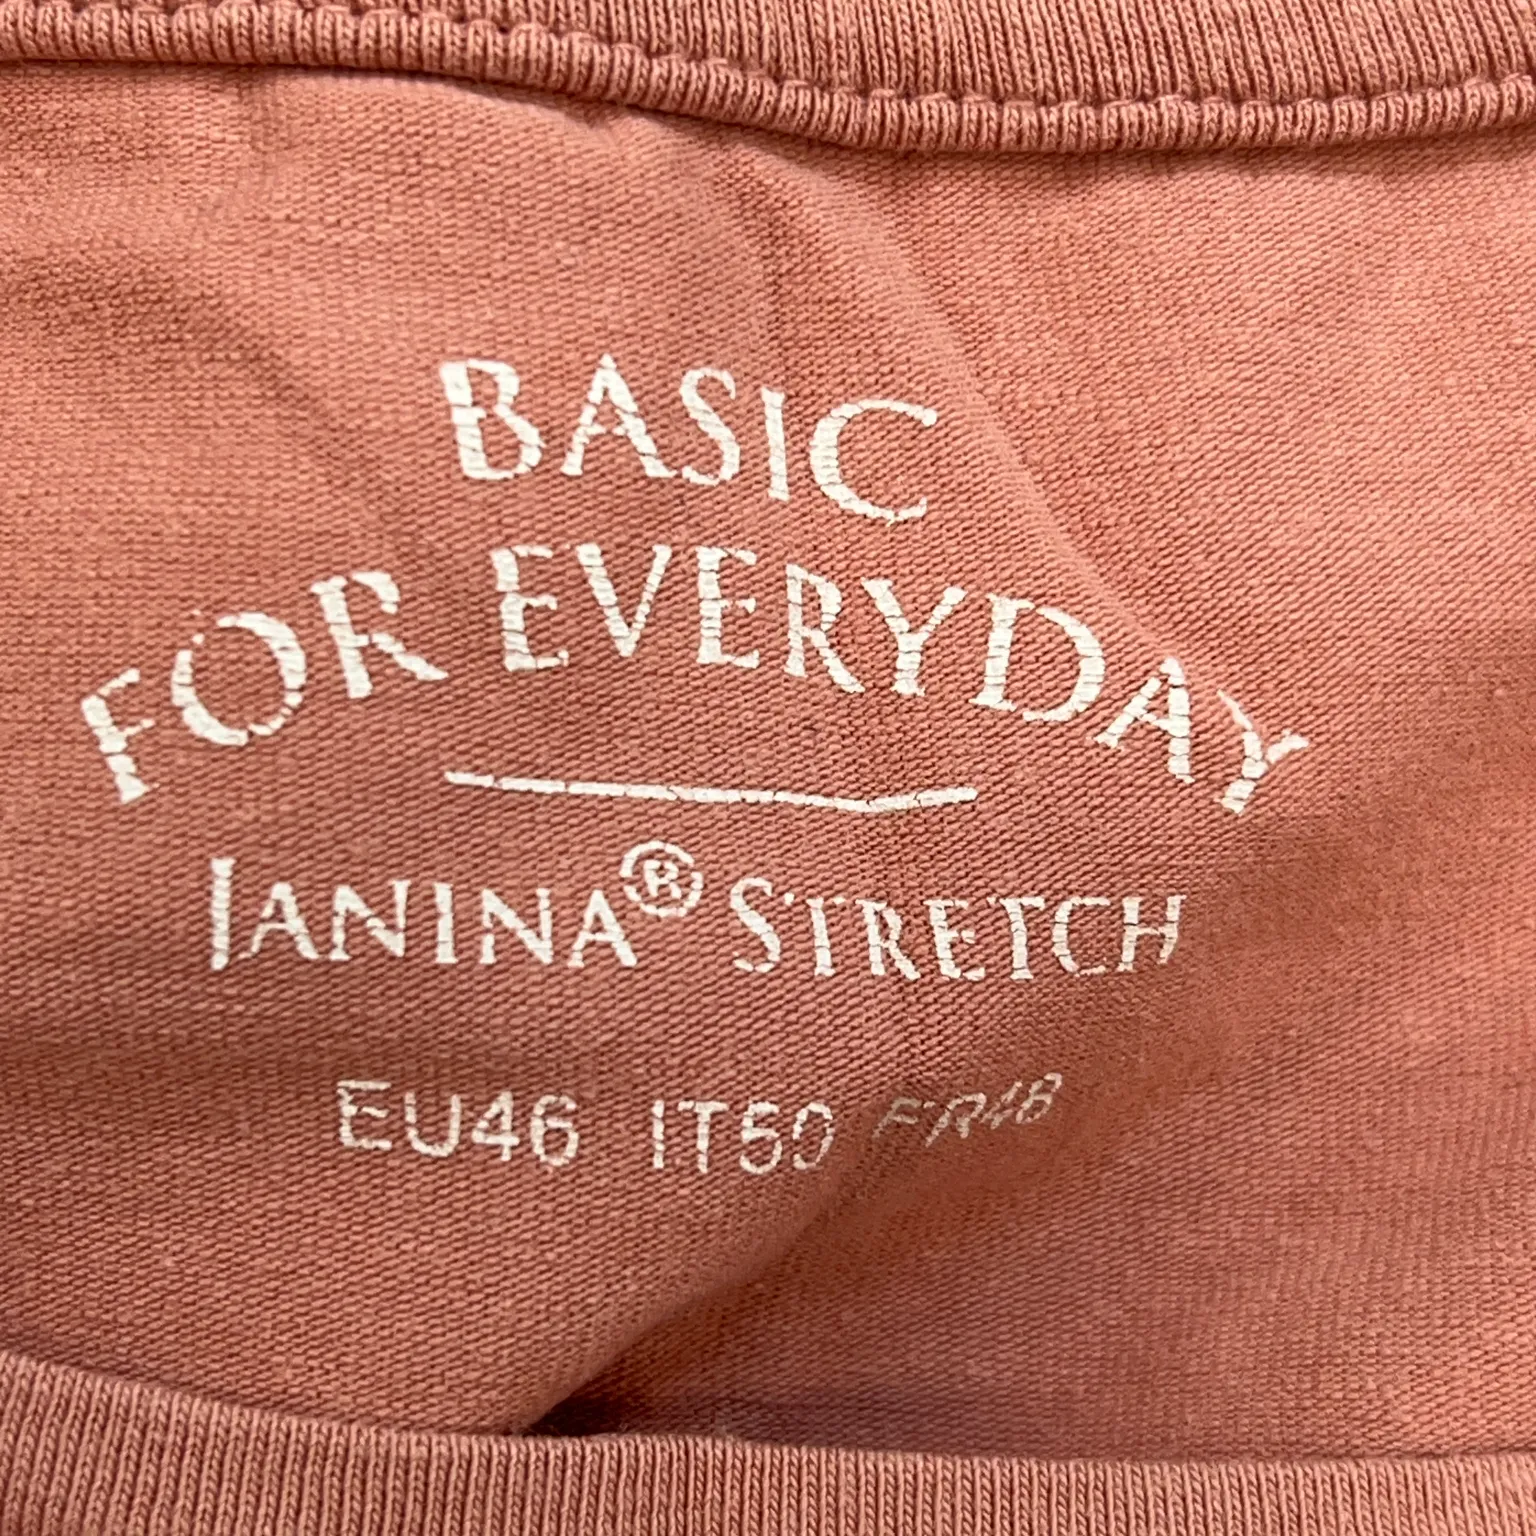 BASIC
FOR EVERYDAY
JANINA® STRETCH
EU46 IT50 FR48